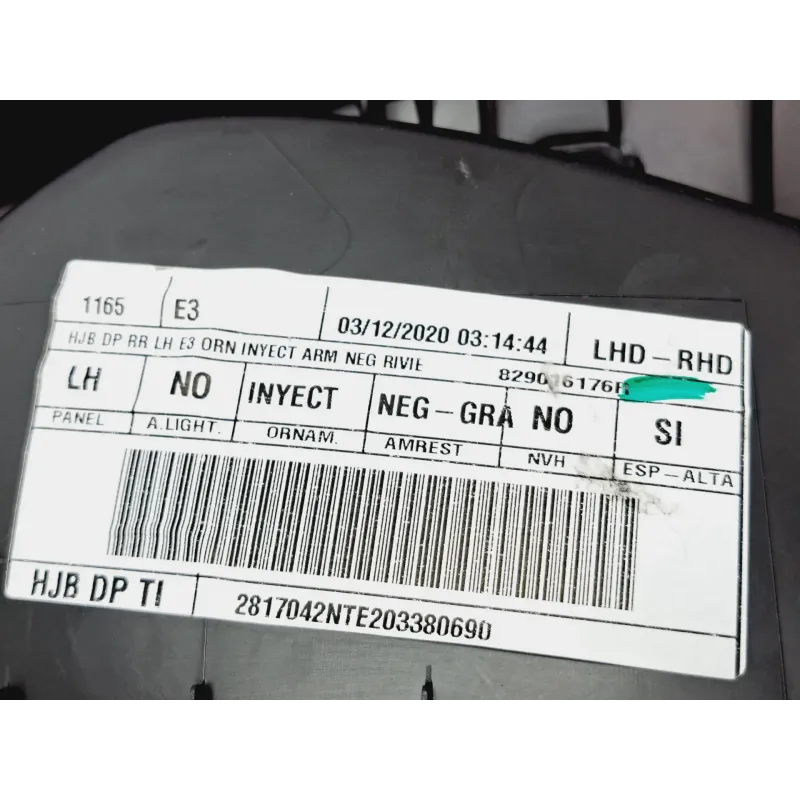 1165 E3 03/12/2020 03:14:44 LHD-RHD
HJB DP RR LH E3 ORN INYECT ARM NEG RIVIE
LH NO INYECT NEG-GRA NO SI
PANEL A.LIGHT. ORNAM. AMREST NVH ESP-ALTA
HJB DP TI 2817042NTE203380690